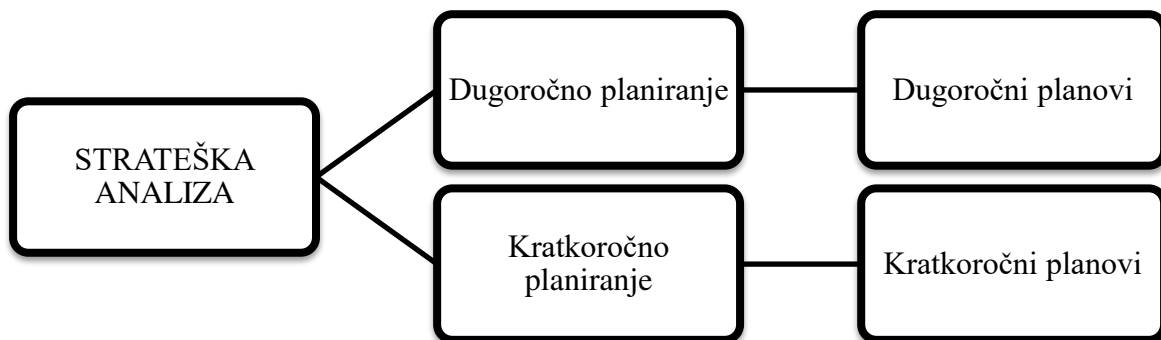 STRATEŠKA
ANALIZA
Dugoročno planiranje
Dugoročni planovi
Kratkoročno
planiranje
Kratkoročni planovi